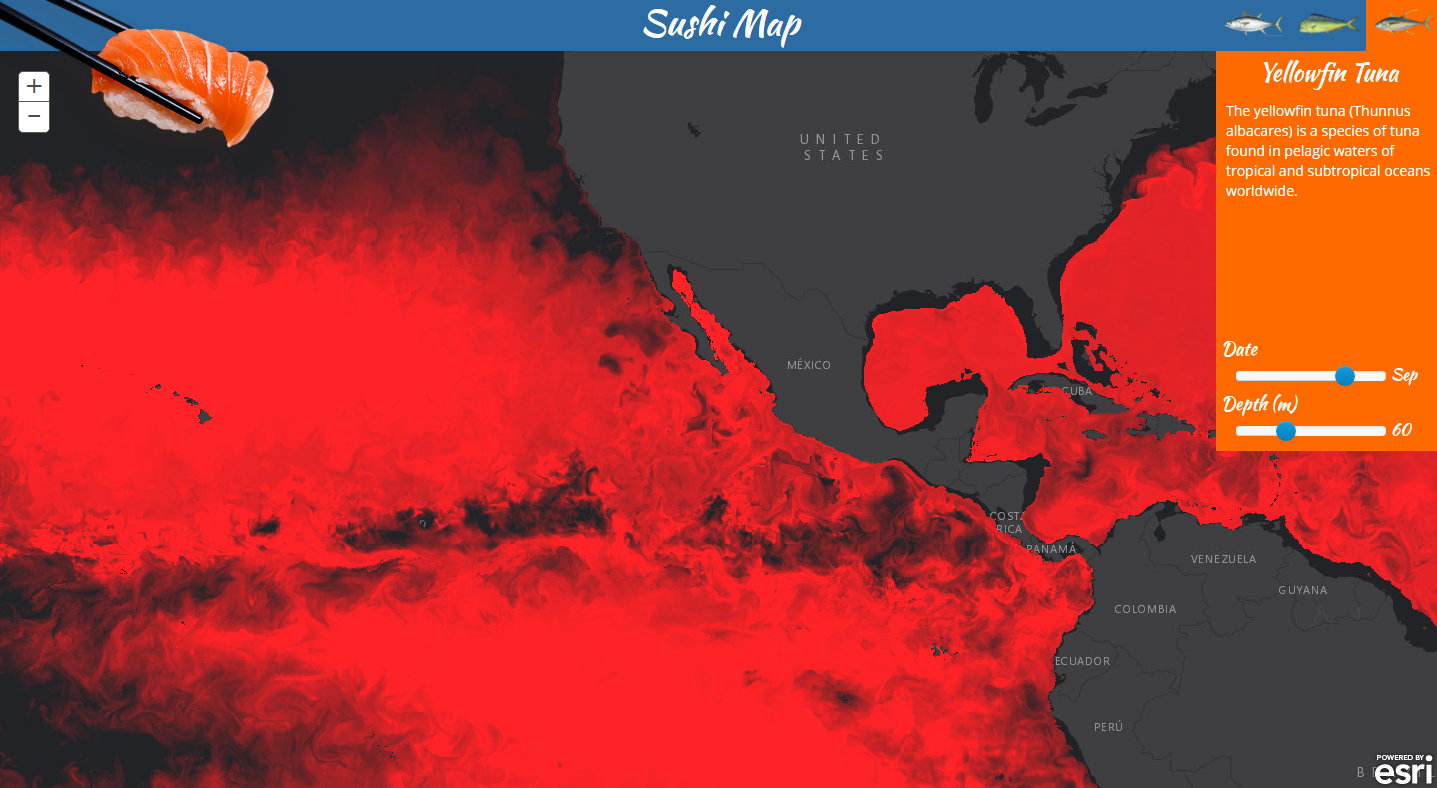 Sushi Map
+
−
Yellowfin Tuna
The yellowfin tuna (Thunnus
albacares) is a species of tuna
found in pelagic waters of
tropical and subtropical oceans
worldwide.
UNITED
STATES
Date
Sep
MÉXICO
CUBA
Depth (m)
60
COSTA
RICA
PANAMÁ
VENEZUELA
GUYANA
COLOMBIA
ECUADOR
PERÚ
POWERED BY
esri